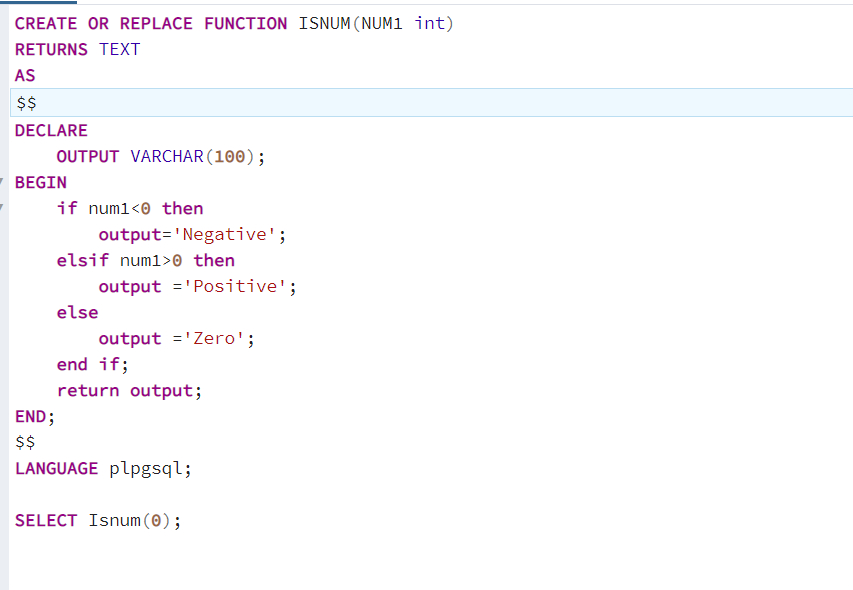 CREATE OR REPLACE FUNCTION ISNUM(NUM1 int)
RETURNS TEXT
AS
$$
DECLARE
    OUTPUT VARCHAR(100);
BEGIN
    if num1<0 then
        output='Negative';
    elsif num1>0 then
        output ='Positive';
    else
        output ='Zero';
    end if;
    return output;
END;
$$
LANGUAGE plpgsql;

SELECT Isnum(0);